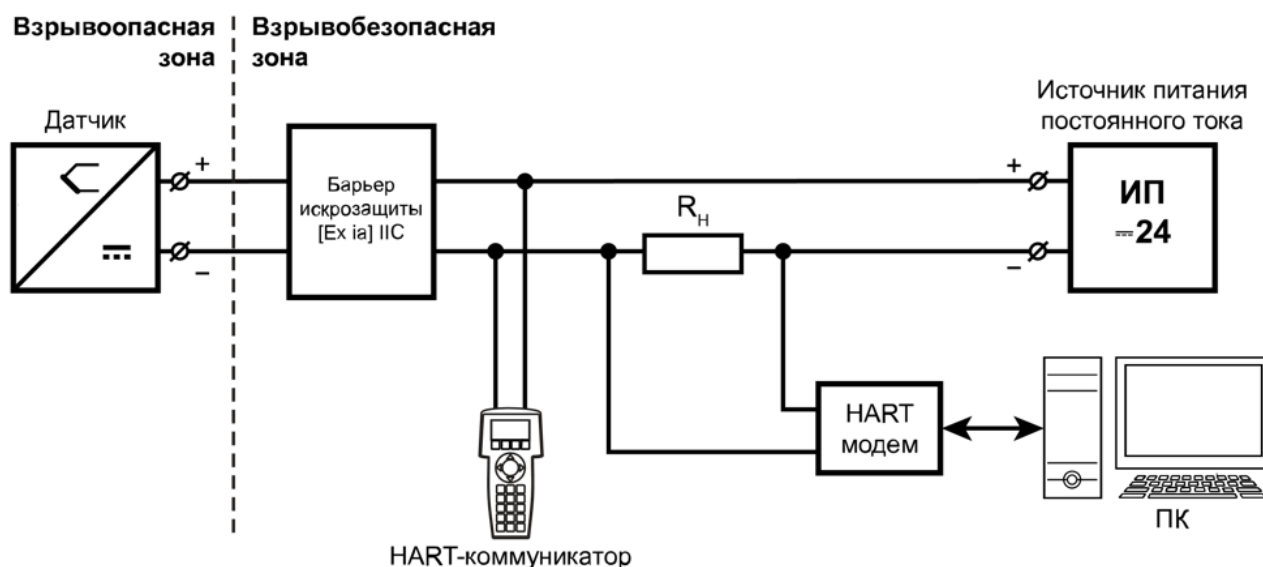 Взрывоопасная
зона
Взрывобезопасная
зона
Датчик
+
–
Барьер
искрозащиты
[Ex ia] IIC
R_H
Источник питания
постоянного тока
+
–
ИП
⎓24
HART
модем
ПК
HART-коммуникатор